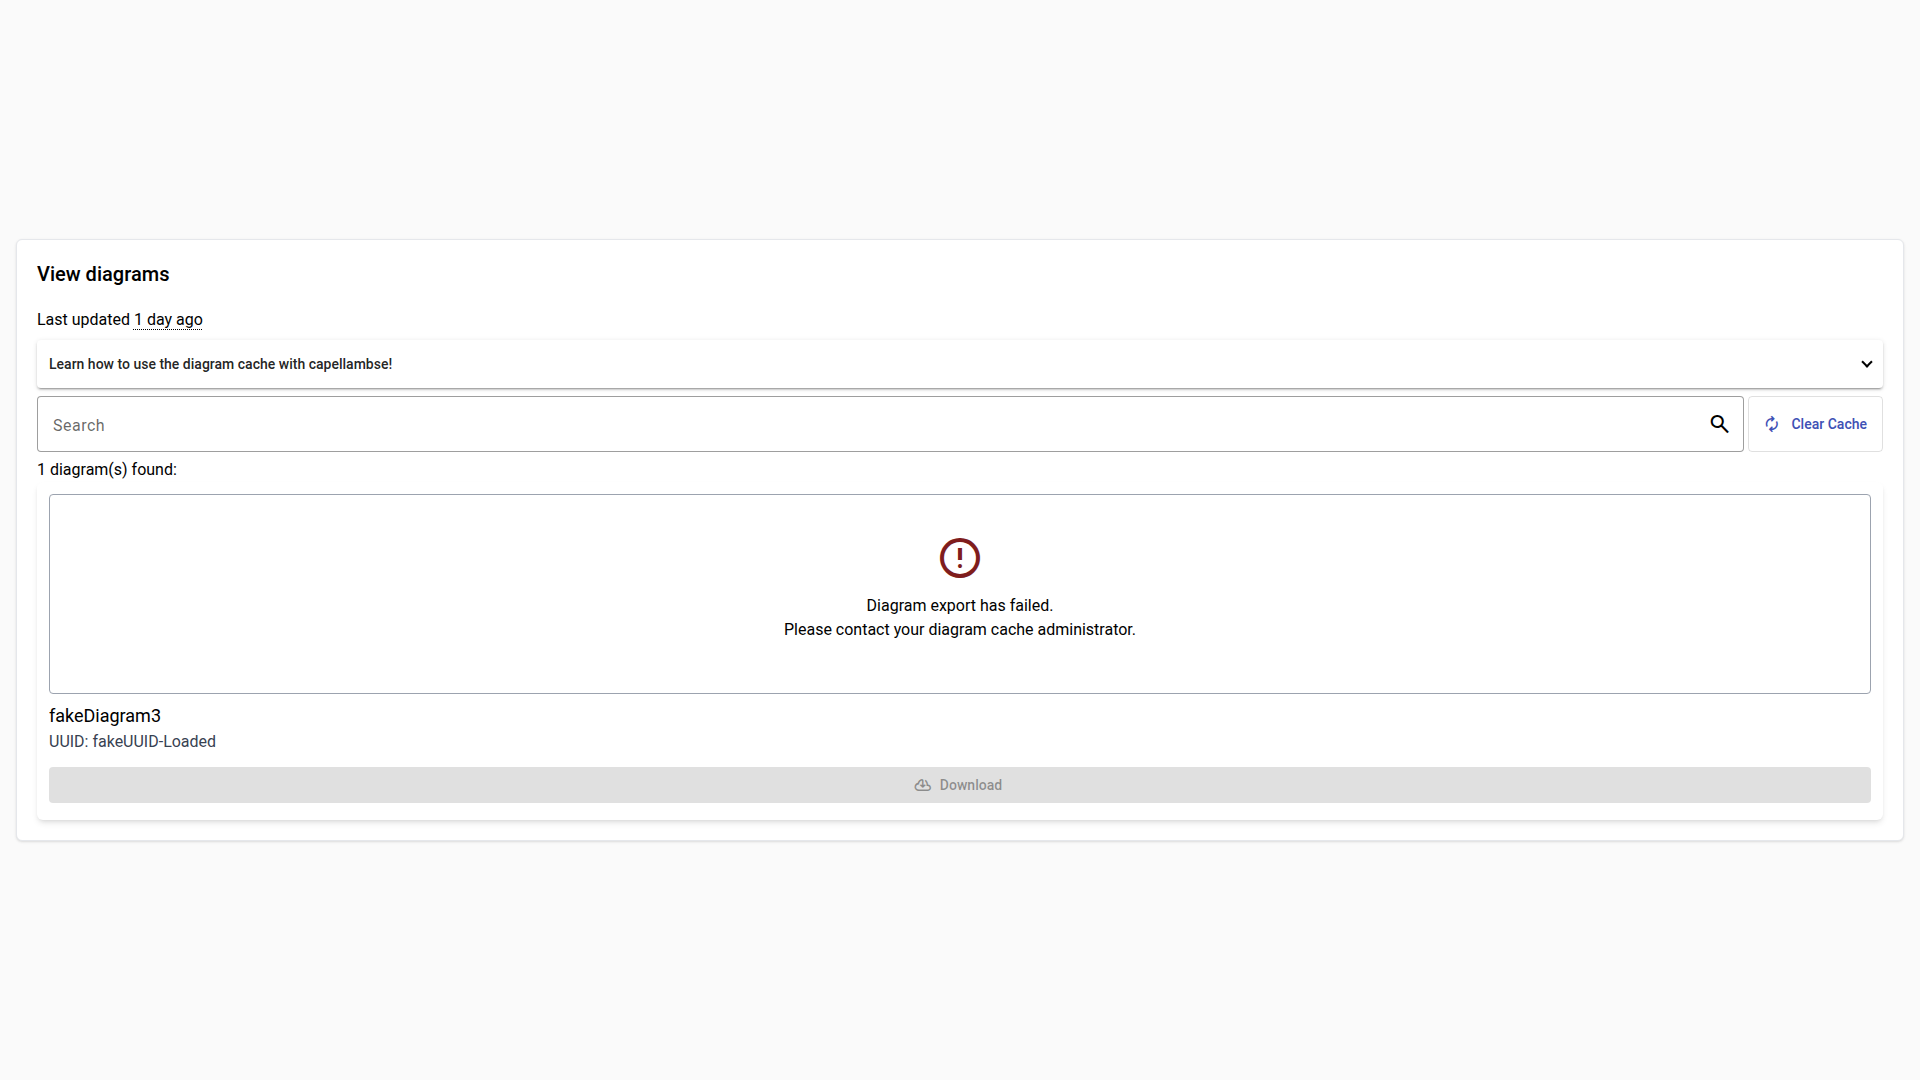 View diagrams
Last updated 1 day ago
Learn how to use the diagram cache with capellambse!
Search
Clear Cache
1 diagram(s) found:
Diagram export has failed.
Please contact your diagram cache administrator.
fakeDiagram3
UUID: fakeUUID-Loaded
Download